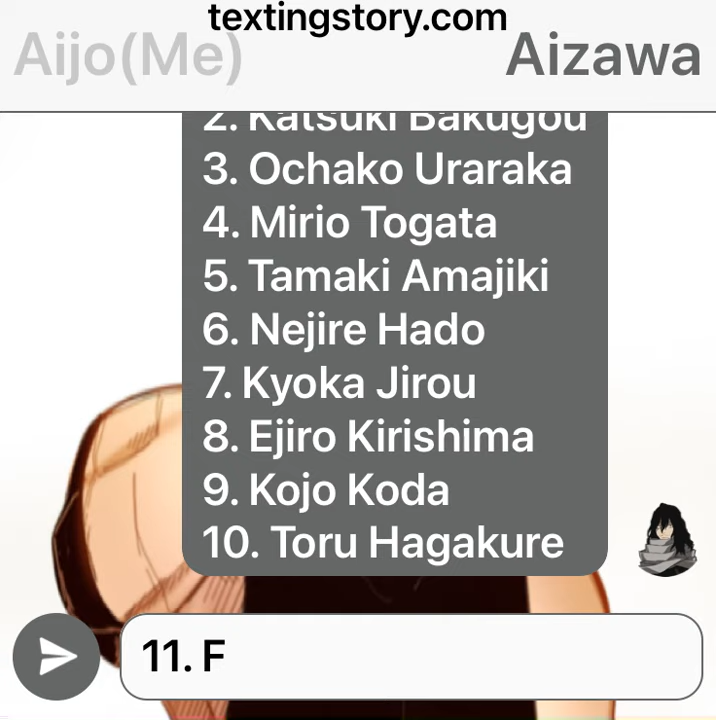 textingstory.com
Aijo(Me)
Aizawa
2. Katsuki Bakugou
3. Ochako Uraraka
4. Mirio Togata
5. Tamaki Amajiki
6. Nejire Hado
7. Kyoka Jirou
8. Ejiro Kirishima
9. Kojo Koda
10. Toru Hagakure
11. F